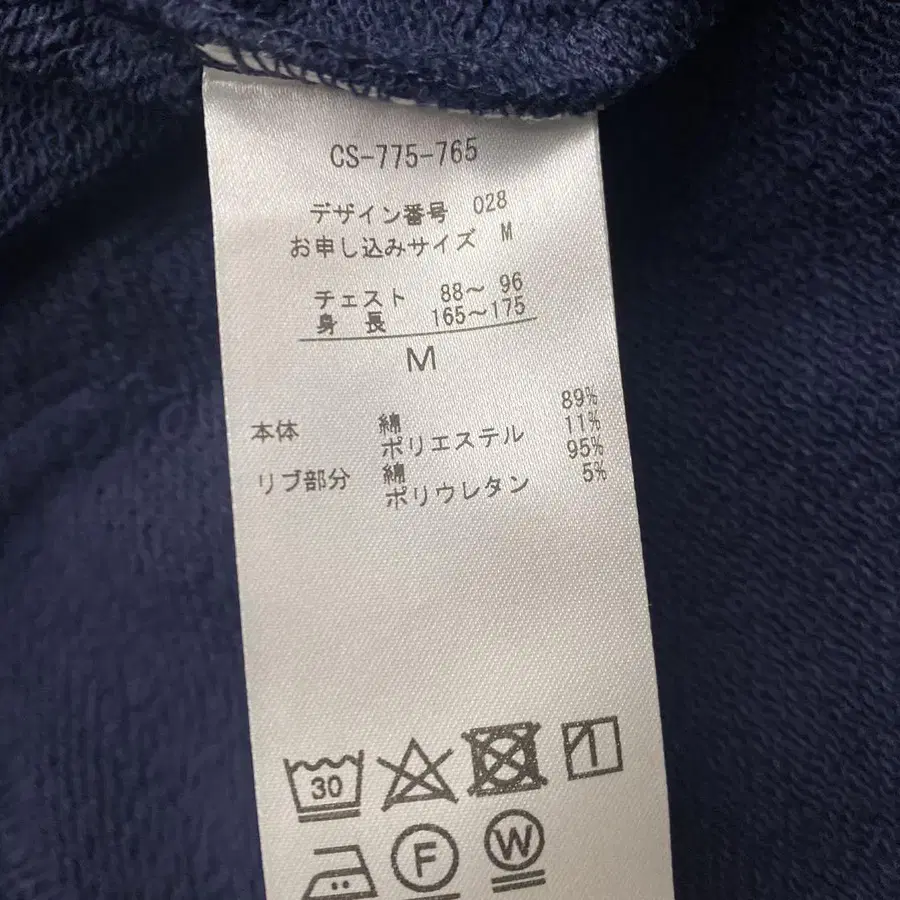 CS-775-765
デザイン番号 028
お申し込みサイズ M
チェスト 88～ 96
身 長 165～175
M
本体 綿 89%
ポリエステル 11%
リブ部分 綿 95%
ポリウレタン 5%
30
F W